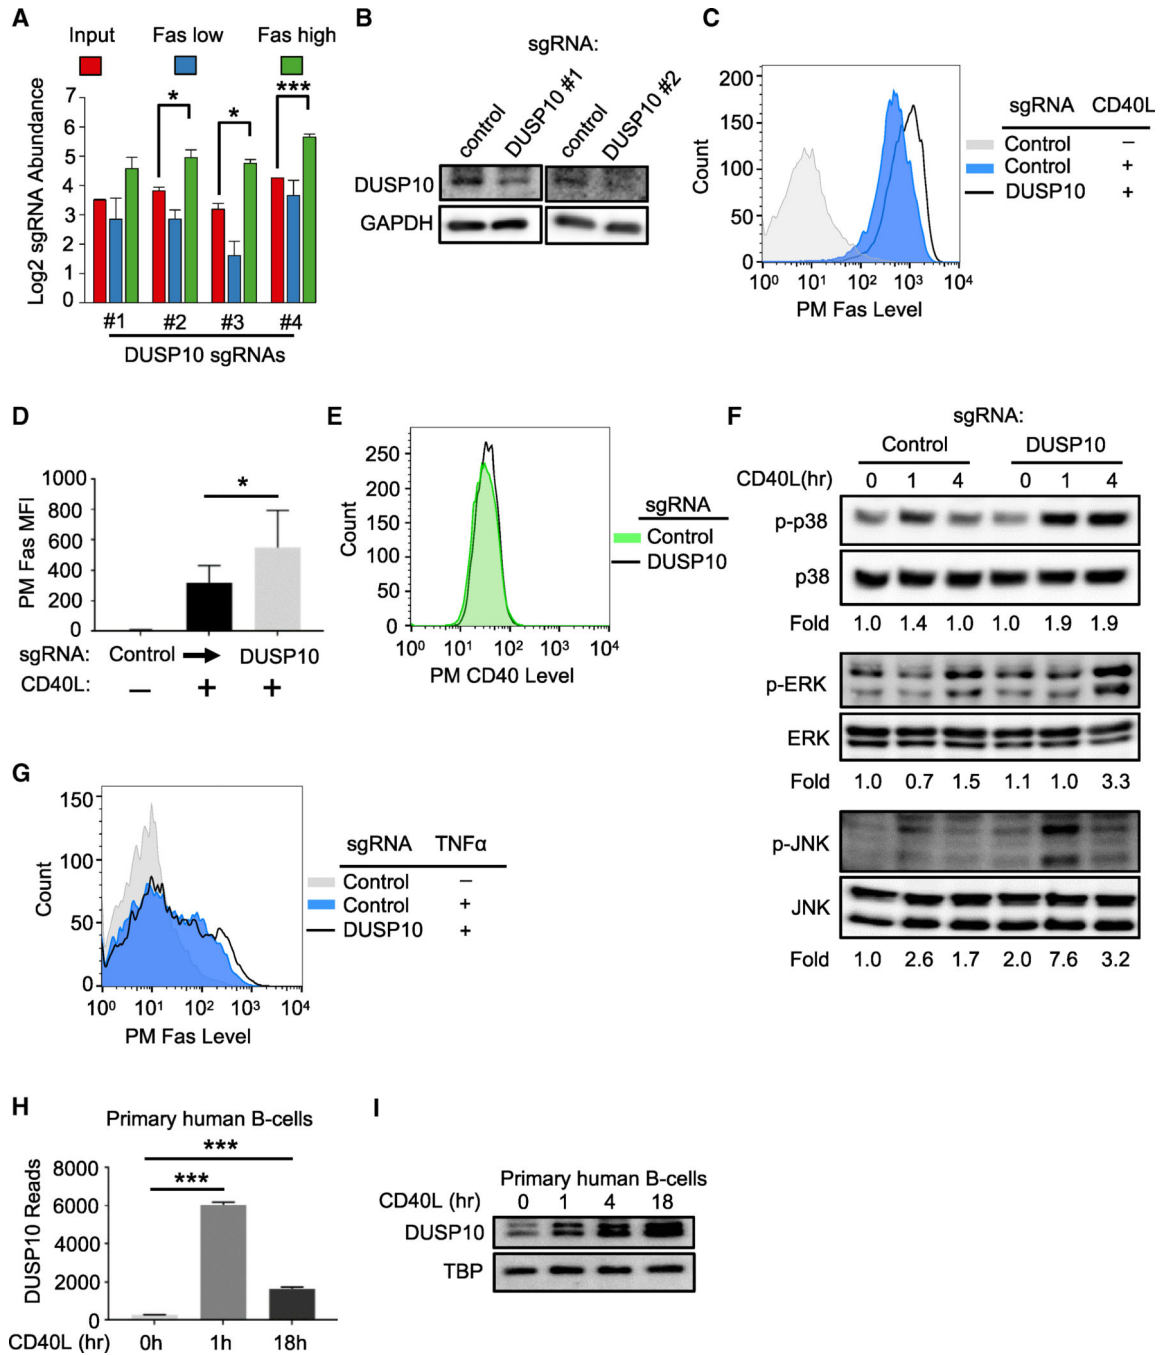 A
Input Fas low Fas high
Log2 sgRNA Abundance
7
6
5
4
3
2
1
0
* * ***
#1 #2 #3 #4
DUSP10 sgRNAs
B
sgRNA:
control DUSP10 #1 control DUSP10 #2
DUSP10
GAPDH
C
Count
200
150
100
50
0
10⁰ 10¹ 10² 10³ 10⁴
PM Fas Level
sgRNA CD40L
Control –
Control +
DUSP10 +
D
PM Fas MFI
1000
800
600
400
200
0
*
sgRNA: Control → DUSP10
CD40L: – + +
E
Count
250
200
150
100
50
0
10⁰ 10¹ 10² 10³ 10⁴
PM CD40 Level
sgRNA
Control
DUSP10
F
sgRNA:
Control DUSP10
CD40L(hr) 0 1 4 0 1 4
p-p38
p38
Fold 1.0 1.4 1.0 1.0 1.9 1.9
p-ERK
ERK
Fold 1.0 0.7 1.5 1.1 1.0 3.3
p-JNK
JNK
Fold 1.0 2.6 1.7 2.0 7.6 3.2
G
Count
150
100
50
0
10⁰ 10¹ 10² 10³ 10⁴
PM Fas Level
sgRNA TNFα
Control –
Control +
DUSP10 +
H
Primary human B-cells
DUSP10 Reads
8000
6000
4000
2000
0
***
***
CD40L (hr) 0h 1h 18h
I
Primary human B-cells
CD40L (hr) 0 1 4 18
DUSP10
TBP